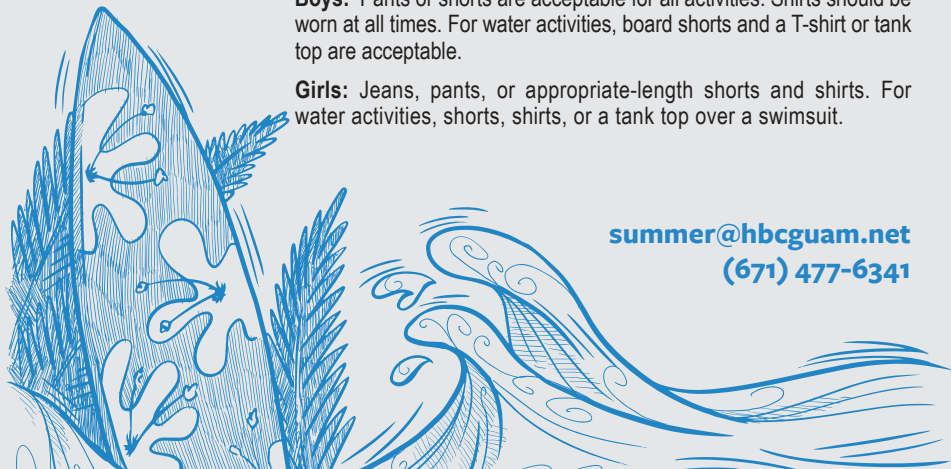 Boys: Pants or shorts are acceptable for all activities. Shirts should be
worn at all times. For water activities, board shorts and a T-shirt or tank
top are acceptable.
Girls: Jeans, pants, or appropriate-length shorts and shirts. For
water activities, shorts, shirts, or a tank top over a swimsuit.
summer@hbcguam.net
(671) 477-6341